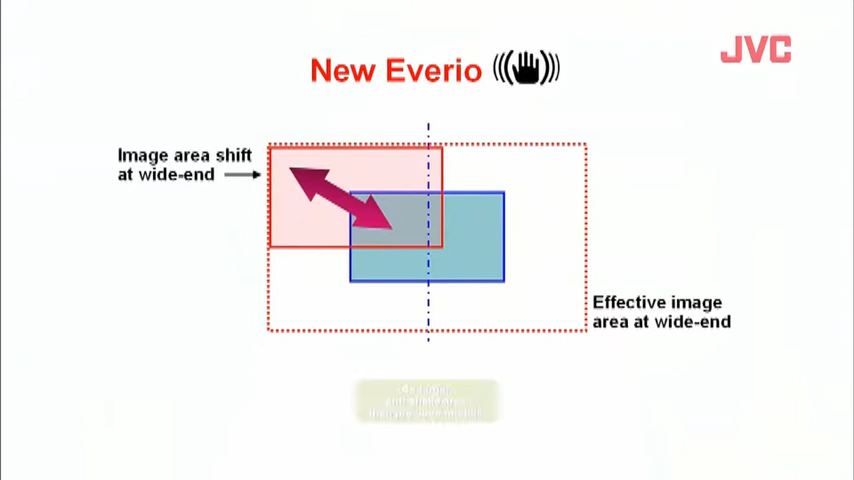 JVC
New Everio
Image area shift
at wide-end
Effective image
area at wide-end